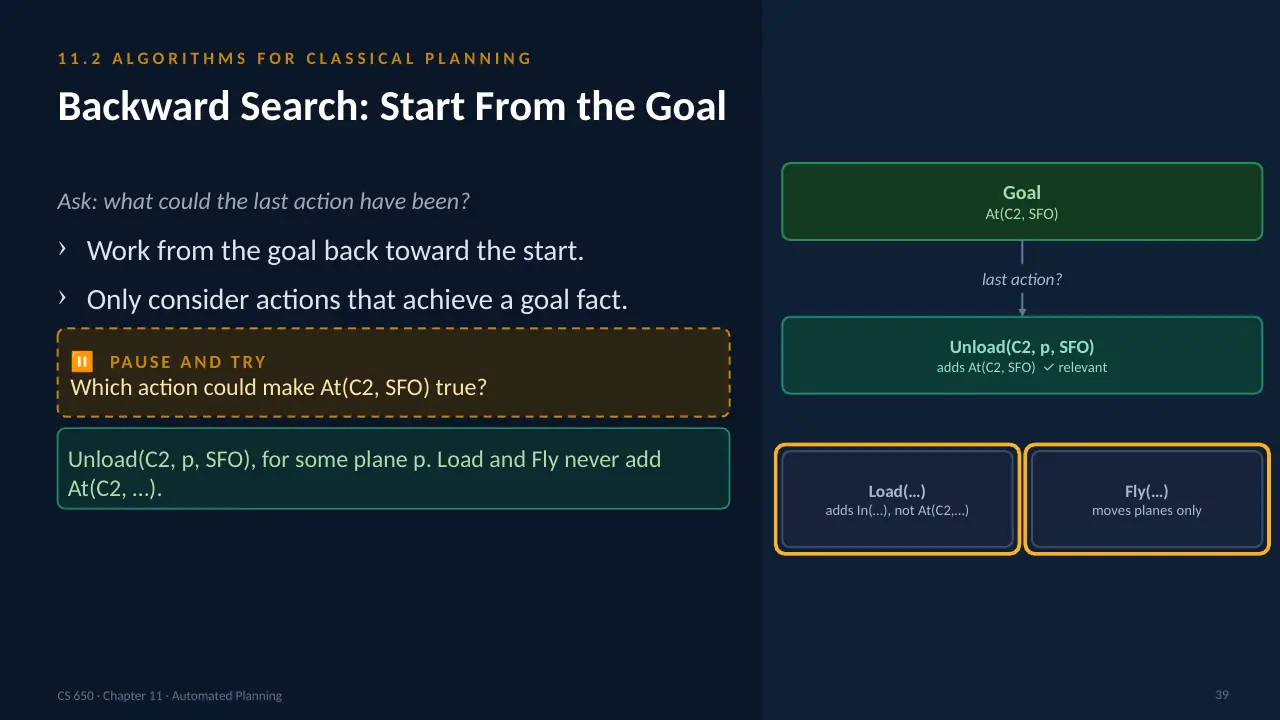 11.2 ALGORITHMS FOR CLASSICAL PLANNING
Backward Search: Start From the Goal
Ask: what could the last action have been?
› Work from the goal back toward the start.
› Only consider actions that achieve a goal fact.
⏸ PAUSE AND TRY
Which action could make At(C2, SFO) true?
Unload(C2, p, SFO), for some plane p. Load and Fly never add
At(C2, …).
Goal
At(C2, SFO)
last action?
Unload(C2, p, SFO)
adds At(C2, SFO) ✓ relevant
Load(…)
adds In(…), not At(C2,…)
Fly(…)
moves planes only
CS 650 · Chapter 11 · Automated Planning
39